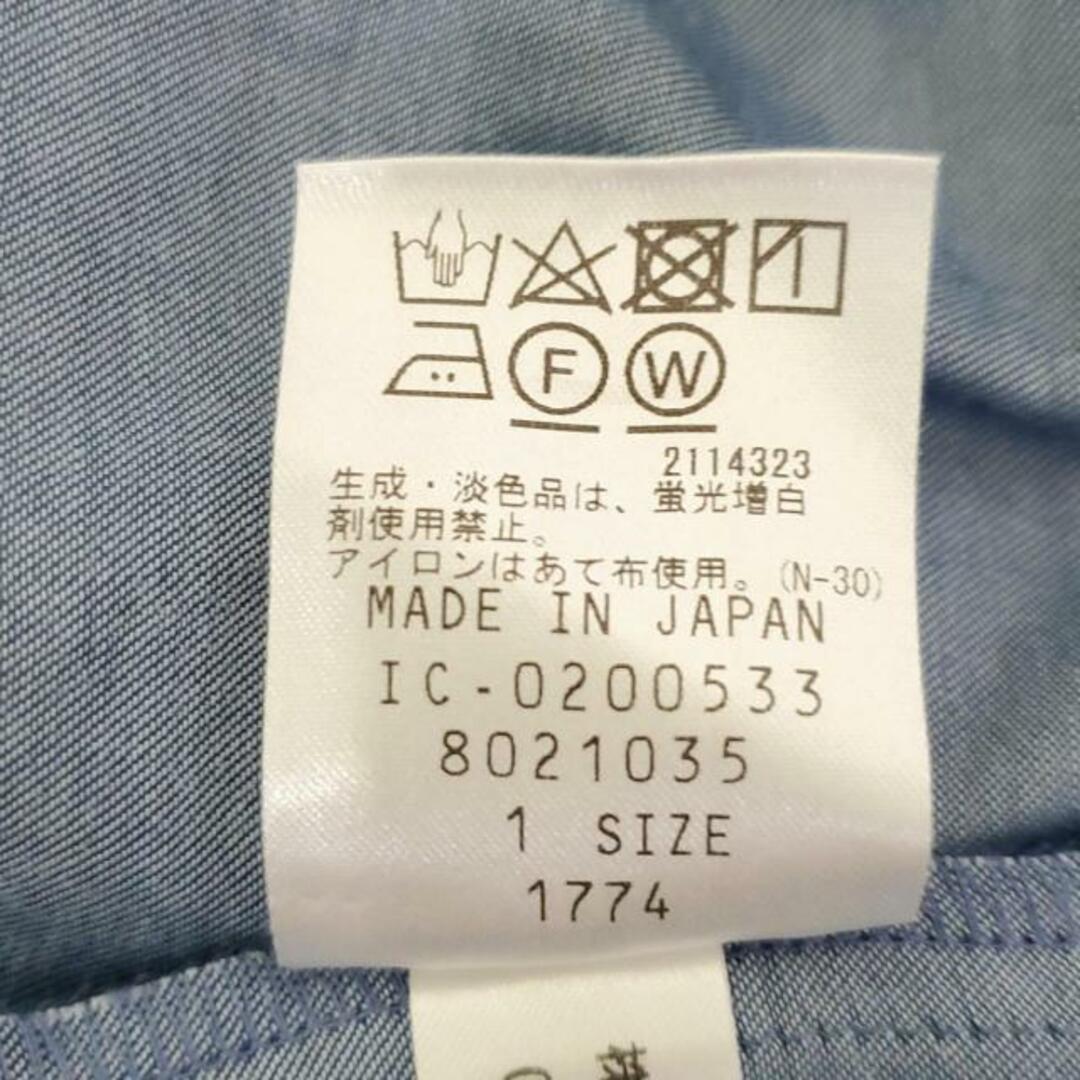 F W
2114323
生成・淡色品は、蛍光増白
剤使用禁止。
アイロンはあて布使用。(N-30)
MADE IN JAPAN
IC-0200533
8021035
1 SIZE
1774